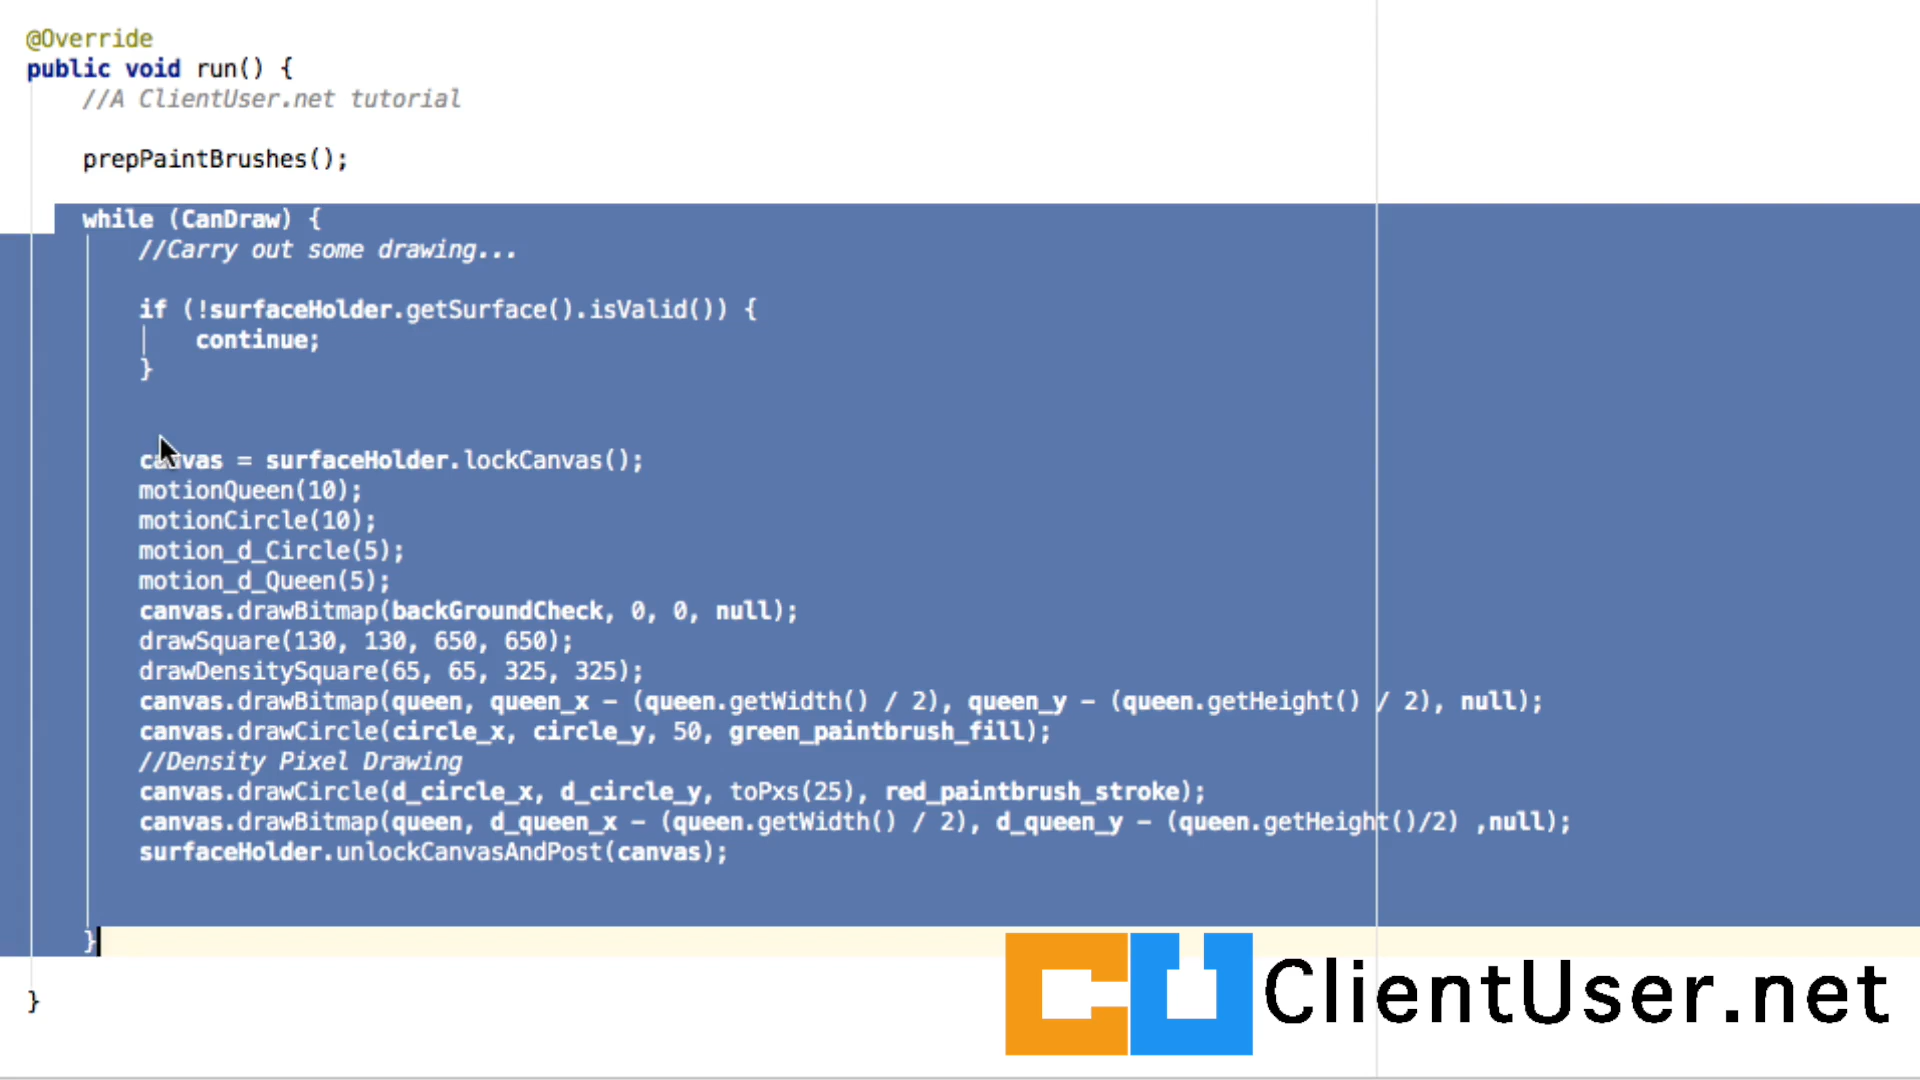 @Override
public void run() {
//A ClientUser.net tutorial
prepPaintBrushes();
while (CanDraw) {
//Carry out some drawing...
if (!surfaceHolder.getSurface().isValid()) {
continue;
}
canvas = surfaceHolder.lockCanvas();
motionQueen(10);
motionCircle(10);
motion_d_Circle(5);
motion_d_Queen(5);
canvas.drawBitmap(backGroundCheck, 0, 0, null);
drawSquare(130, 130, 650, 650);
drawDensitySquare(65, 65, 325, 325);
canvas.drawBitmap(queen, queen_x - (queen.getWidth() / 2), queen_y - (queen.getHeight() / 2), null);
canvas.drawCircle(circle_x, circle_y, 50, green_paintbrush_fill);
//Density Pixel Drawing
canvas.drawCircle(d_circle_x, d_circle_y, toPxs(25), red_paintbrush_stroke);
canvas.drawBitmap(queen, d_queen_x - (queen.getWidth() / 2), d_queen_y - (queen.getHeight()/2) ,null);
surfaceHolder.unlockCanvasAndPost(canvas);
}
CU ClientUser.net
}